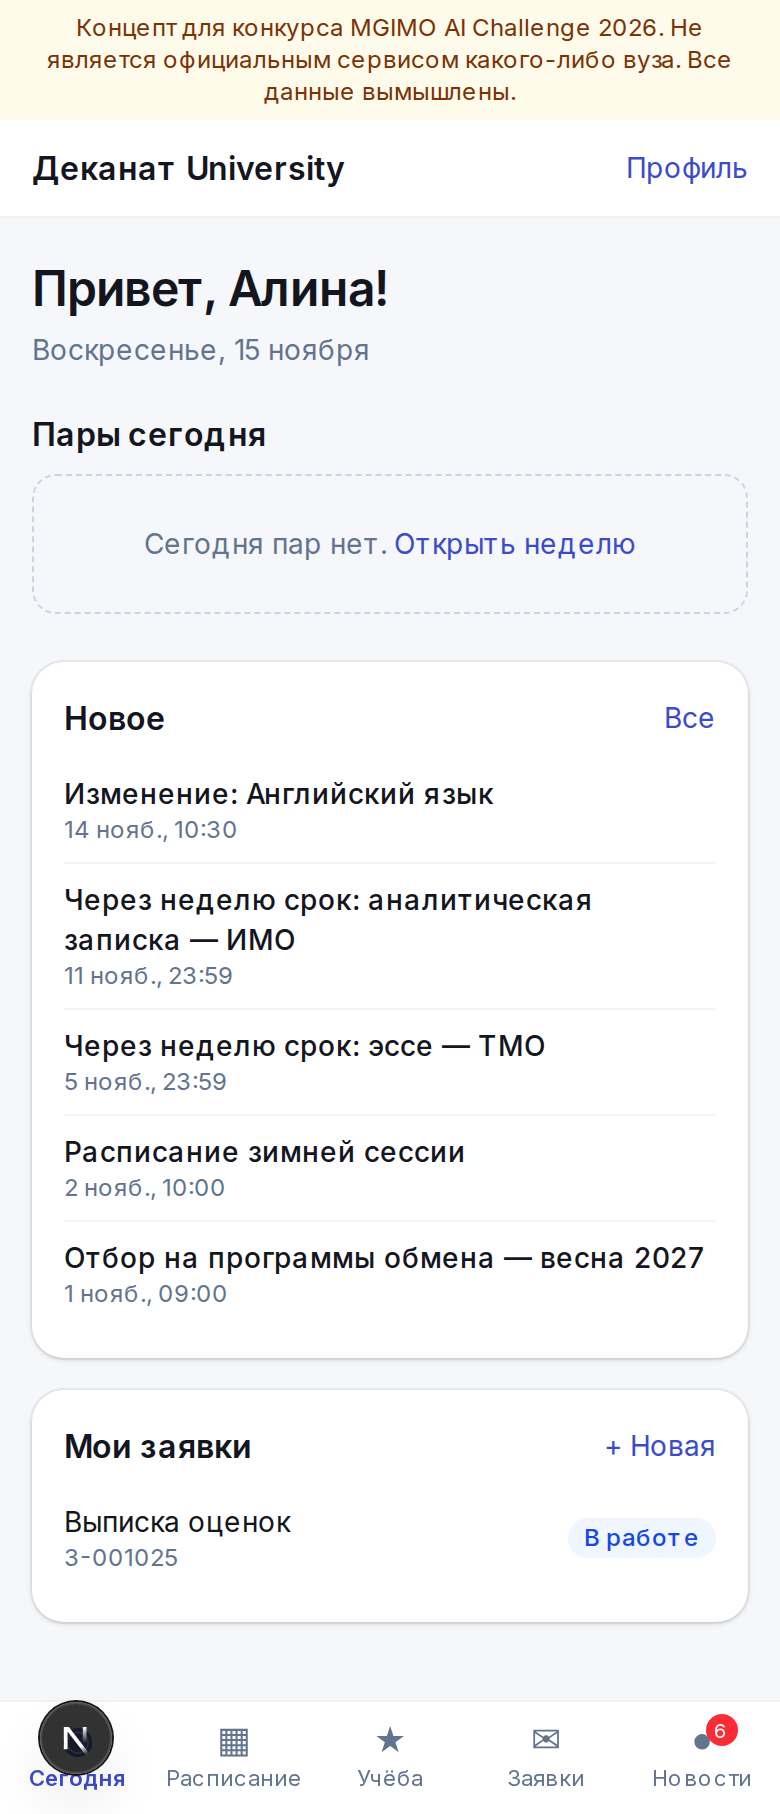 Концепт для конкурса MGIMO AI Challenge 2026. Не
является официальным сервисом какого-либо вуза. Все
данные вымышлены.
Деканат University
Профиль
Привет, Алина!
Воскресенье, 15 ноября
Пары сегодня
Сегодня пар нет. Открыть неделю
Новое
Все
Изменение: Английский язык
14 нояб., 10:30
Через неделю срок: аналитическая
записка — ИМО
11 нояб., 23:59
Через неделю срок: эссе — ТМО
5 нояб., 23:59
Расписание зимней сессии
2 нояб., 10:00
Отбор на программы обмена — весна 2027
1 нояб., 09:00
Мои заявки
+ Новая
Выписка оценок
З-001025
В работе
N
6
Сегодня
Расписание
Учёба
Заявки
Новости